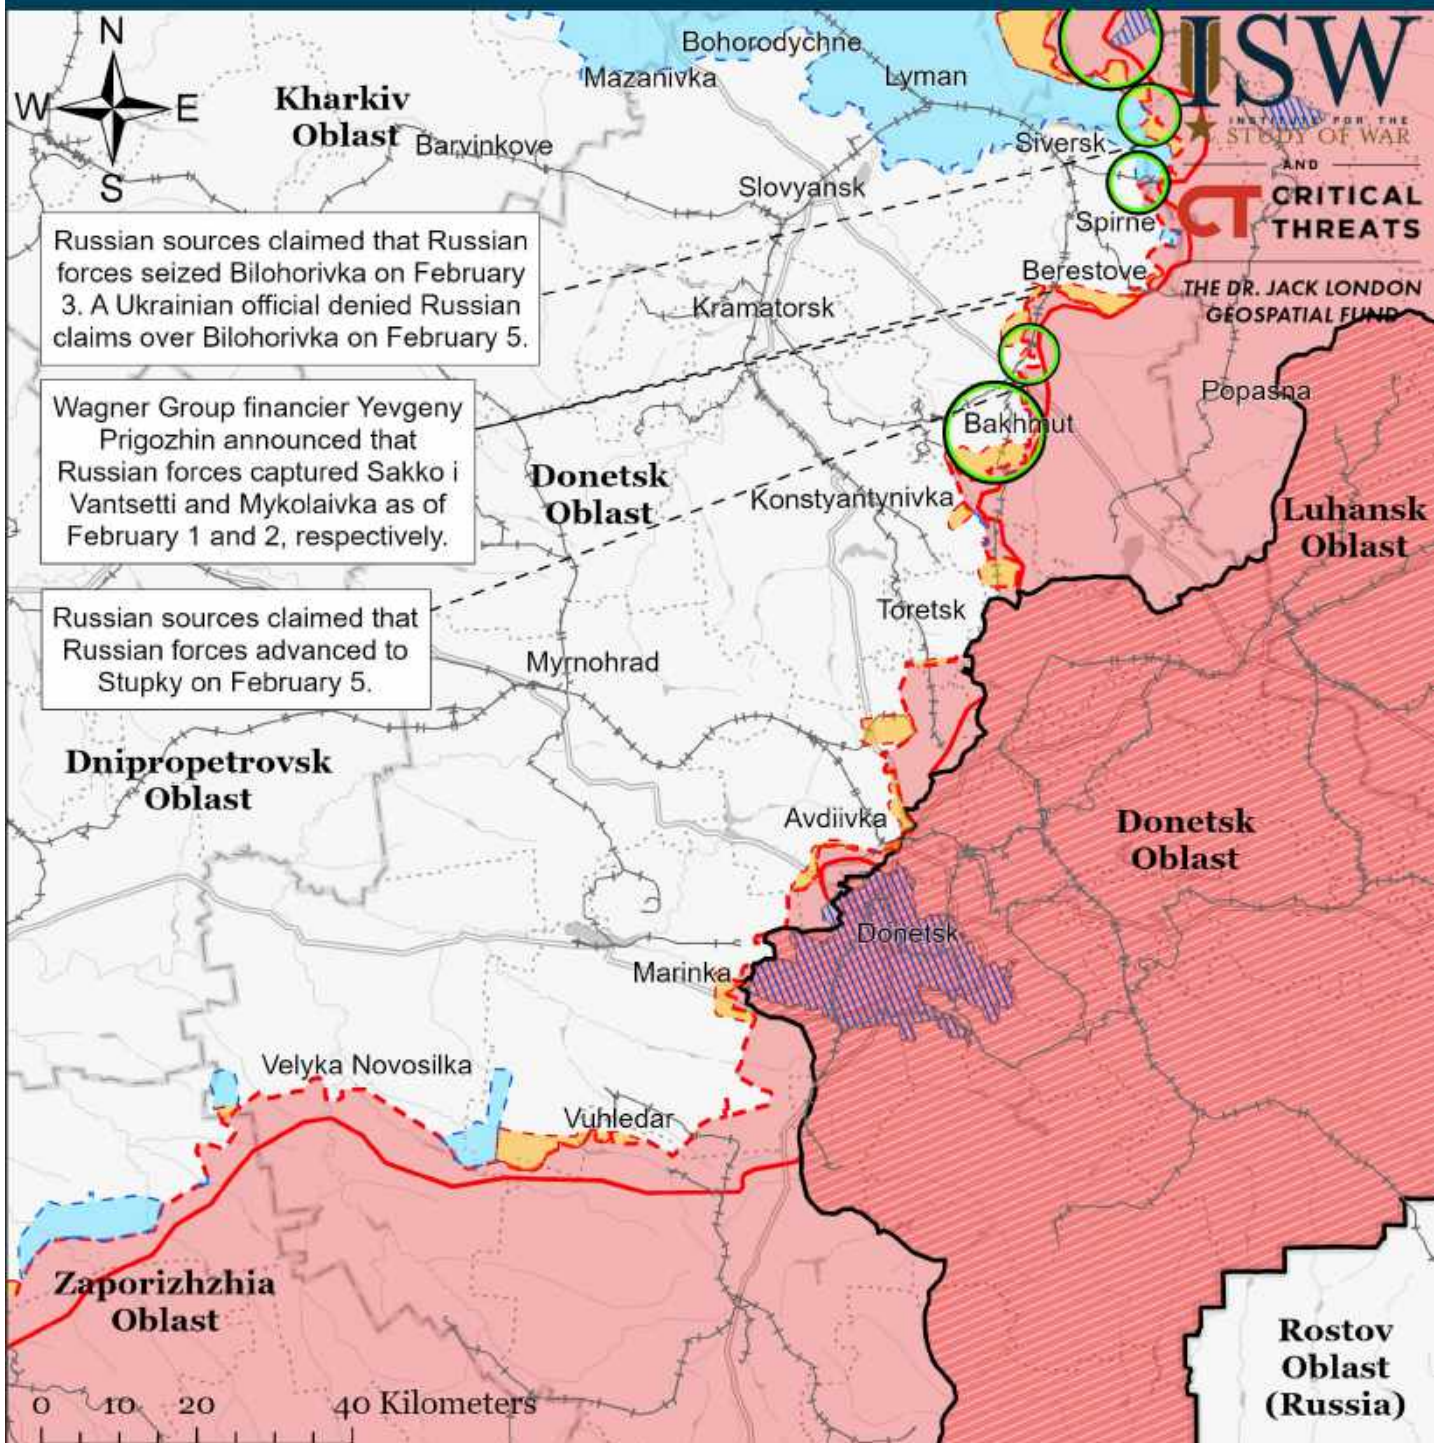 N
W E
S
ISW
INSTITUTE FOR THE
STUDY OF WAR
AND
CT CRITICAL
THREATS
THE DR. JACK LONDON
GEOSPATIAL FUND
Bohorodychne
Mazanivka
Lyman
Kharkiv
Oblast
Barvinkove
Siversk
Slovyansk
Spirne
Russian sources claimed that Russian
forces seized Bilohorivka on February
3. A Ukrainian official denied Russian
claims over Bilohorivka on February 5.
Berestove
Kramatorsk
Popasna
Wagner Group financier Yevgeny
Prigozhin announced that
Russian forces captured Sakko i
Vantsetti and Mykolaivka as of
February 1 and 2, respectively.
Bakhmut
Donetsk
Oblast
Konstyantynivka
Luhansk
Oblast
Russian sources claimed that
Russian forces advanced to
Stupky on February 5.
Toretsk
Myrnohrad
Dnipropetrovsk
Oblast
Avdiivka
Donetsk
Oblast
Donetsk
Marinka
Velyka Novosilka
Vuhledar
Zaporizhzhia
Oblast
Rostov
Oblast
(Russia)
0 10 20 40 Kilometers